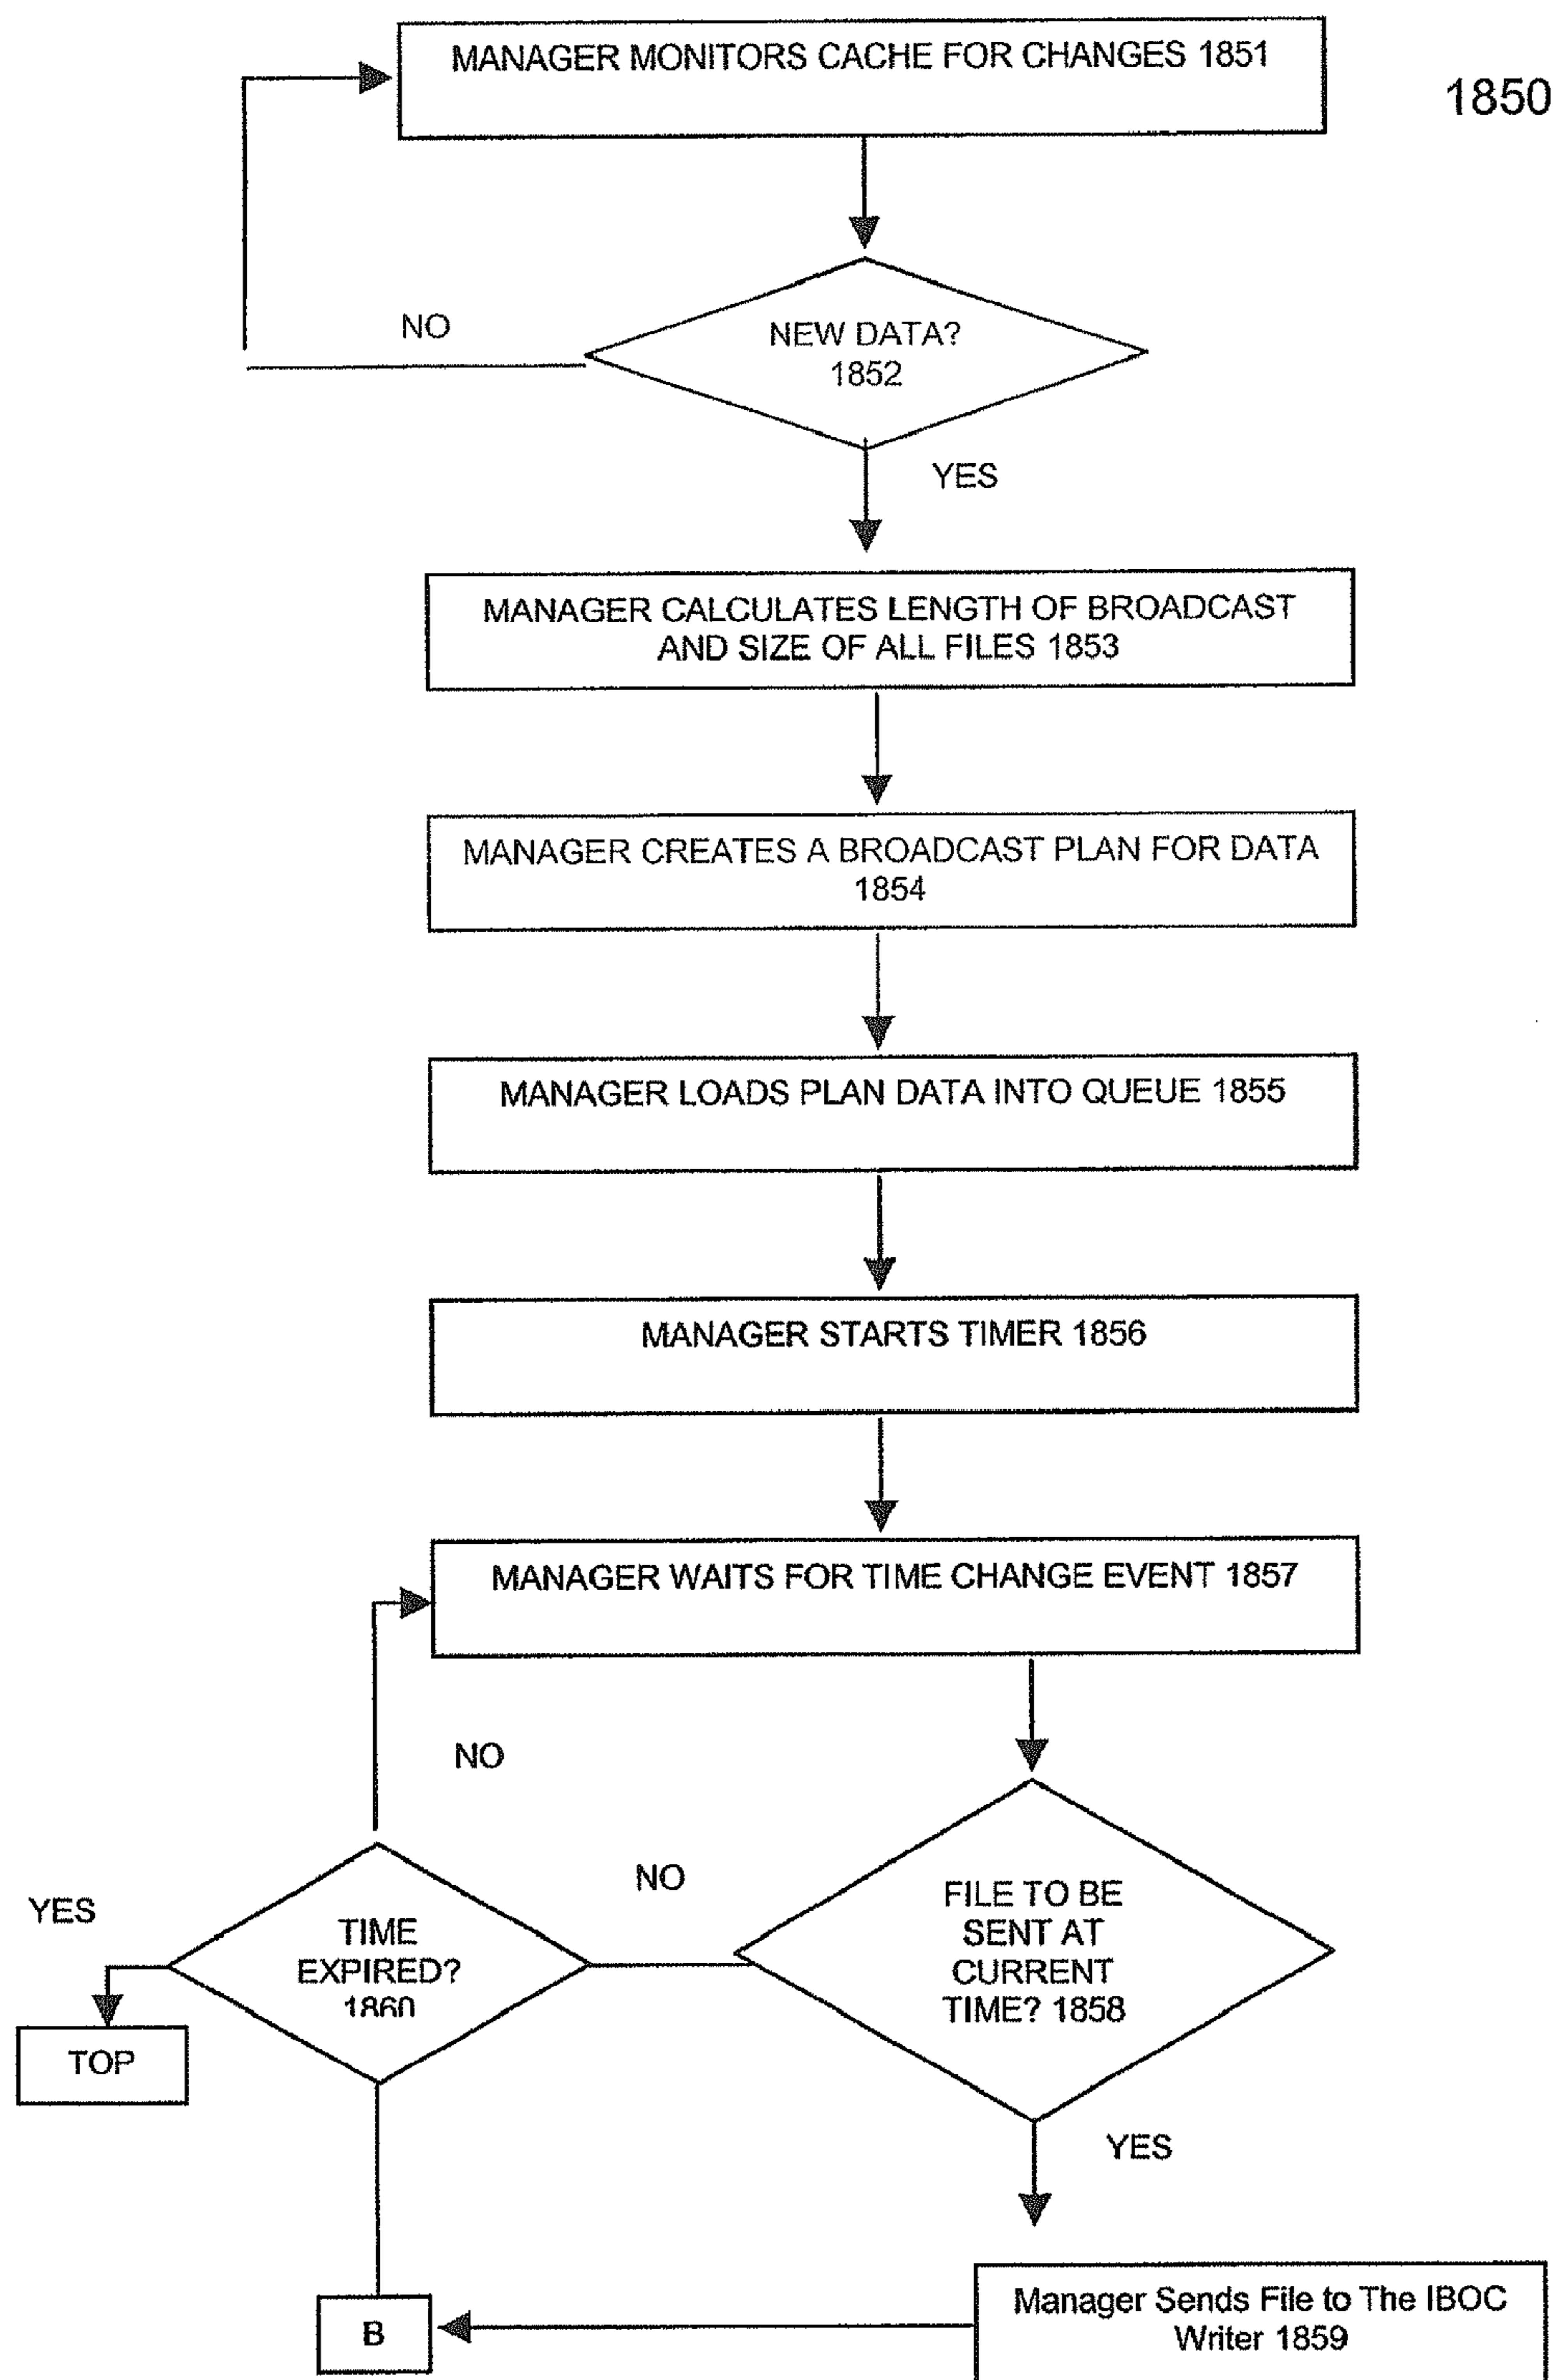 MANAGER MONITORS CACHE FOR CHANGES 1851
1850
NO
NEW DATA?
1852
YES
MANAGER CALCULATES LENGTH OF BROADCAST
AND SIZE OF ALL FILES 1853
MANAGER CREATES A BROADCAST PLAN FOR DATA
1854
MANAGER LOADS PLAN DATA INTO QUEUE 1855
MANAGER STARTS TIMER 1856
MANAGER WAITS FOR TIME CHANGE EVENT 1857
NO
NO
YES
TIME
EXPIRED?
1860
FILE TO BE
SENT AT
CURRENT
TIME? 1858
TOP
YES
B
Manager Sends File to The IBOC
Writer 1859